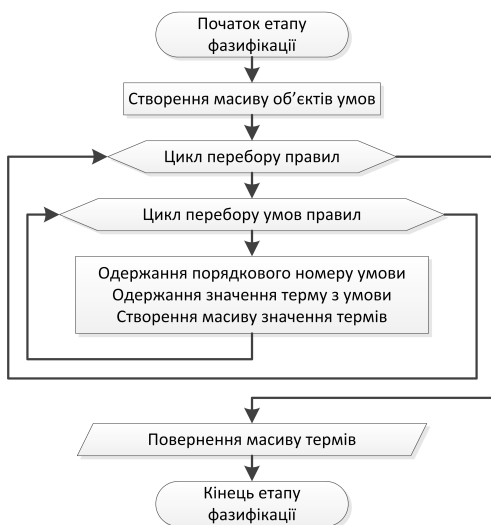 Початок етапу
фазифікації
Створення масиву об’єктів умов
Цикл перебору правил
Цикл перебору умов правил
Одержання порядкового номеру умови
Одержання значення терму з умови
Створення масиву значення термів
Повернення масиву термів
Кінець етапу
фазифікації